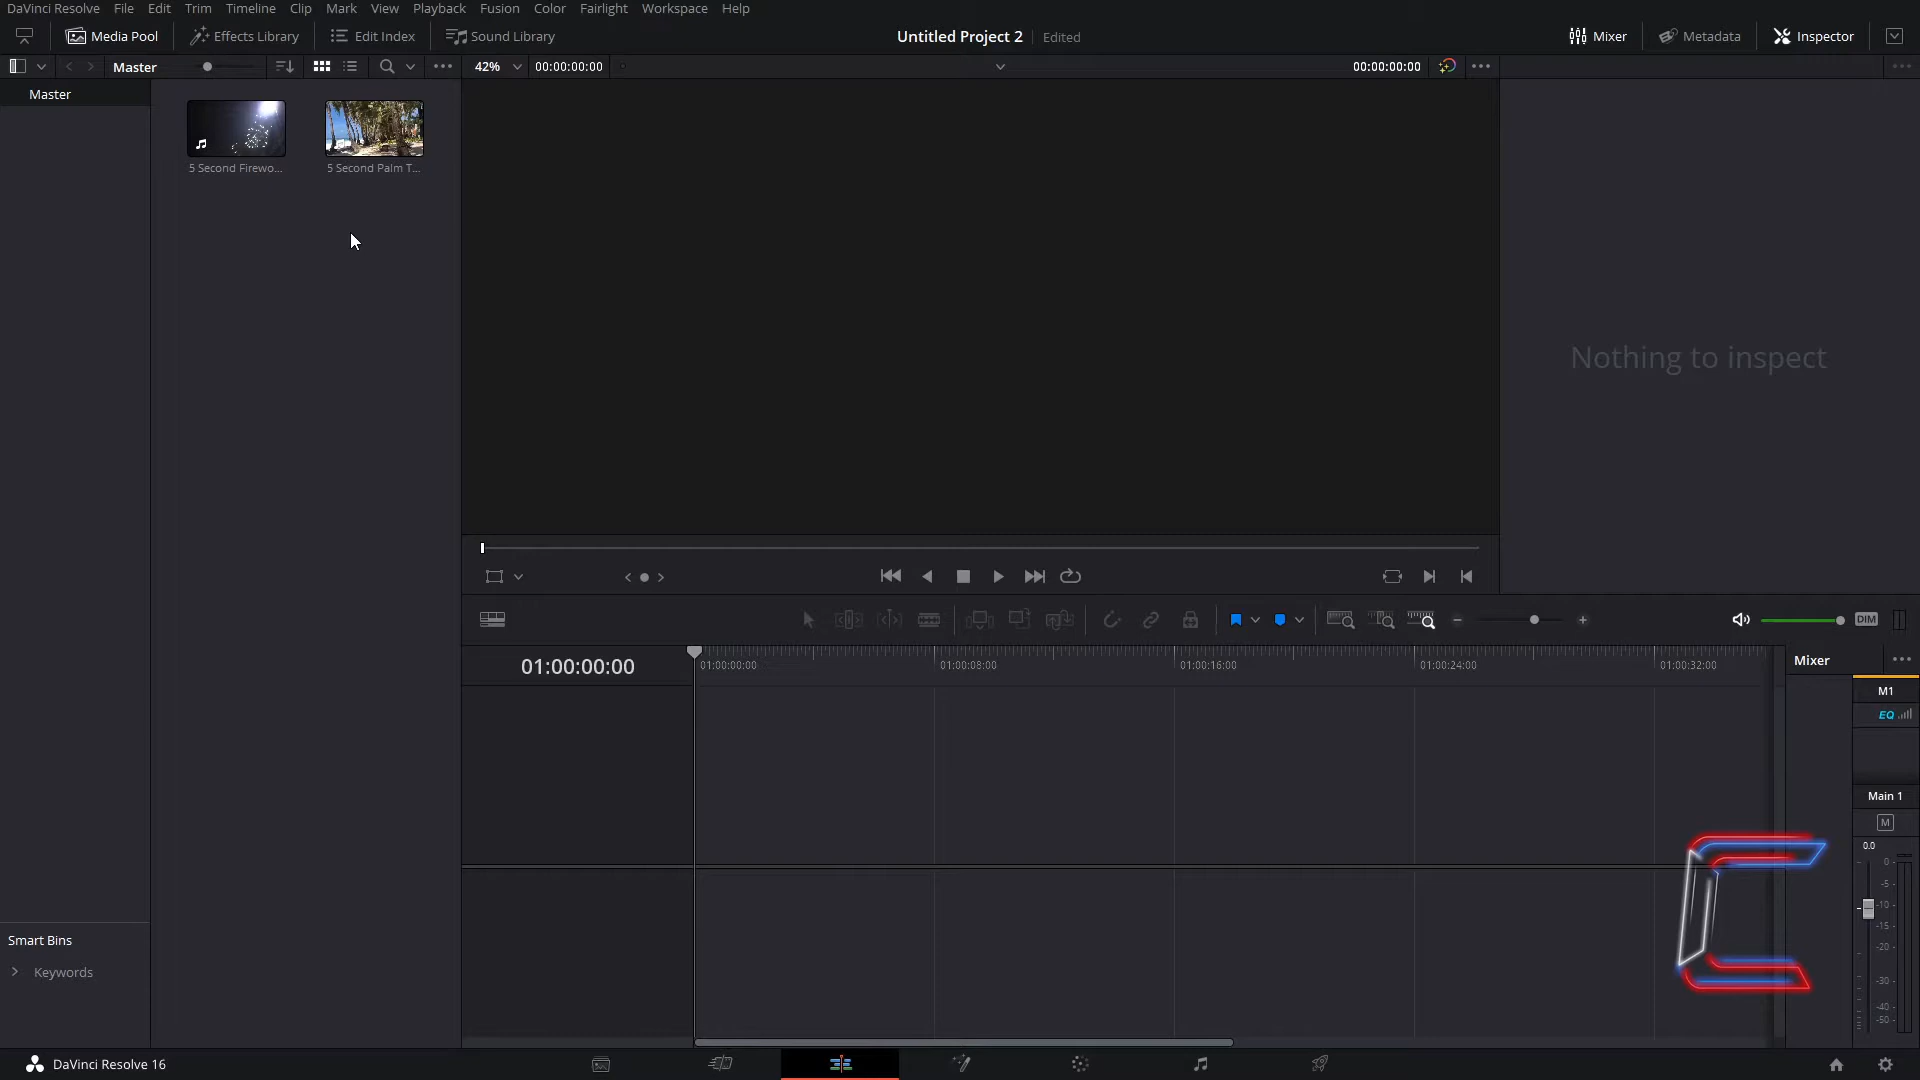 DaVinci Resolve File Edit Trim Timeline Clip Mark View Playback Fusion Color Fairlight Workspace Help
Media Pool Effects Library Edit Index Sound Library Untitled Project 2 Edited Mixer Metadata Inspector
Master 42% 00:00:00:00 00:00:00:00
Master
5 Second Firewo... 5 Second Palm T...
Nothing to inspect
DIM
01:00:00:00 01:00:00:00 01:00:08:00 01:00:16:00 01:00:24:00 01:00:32:00 Mixer
M1
EQ
Main 1
M
0.0
0
-5
-10
-15
-20
-30
-40
-50
Smart Bins
Keywords
DaVinci Resolve 16